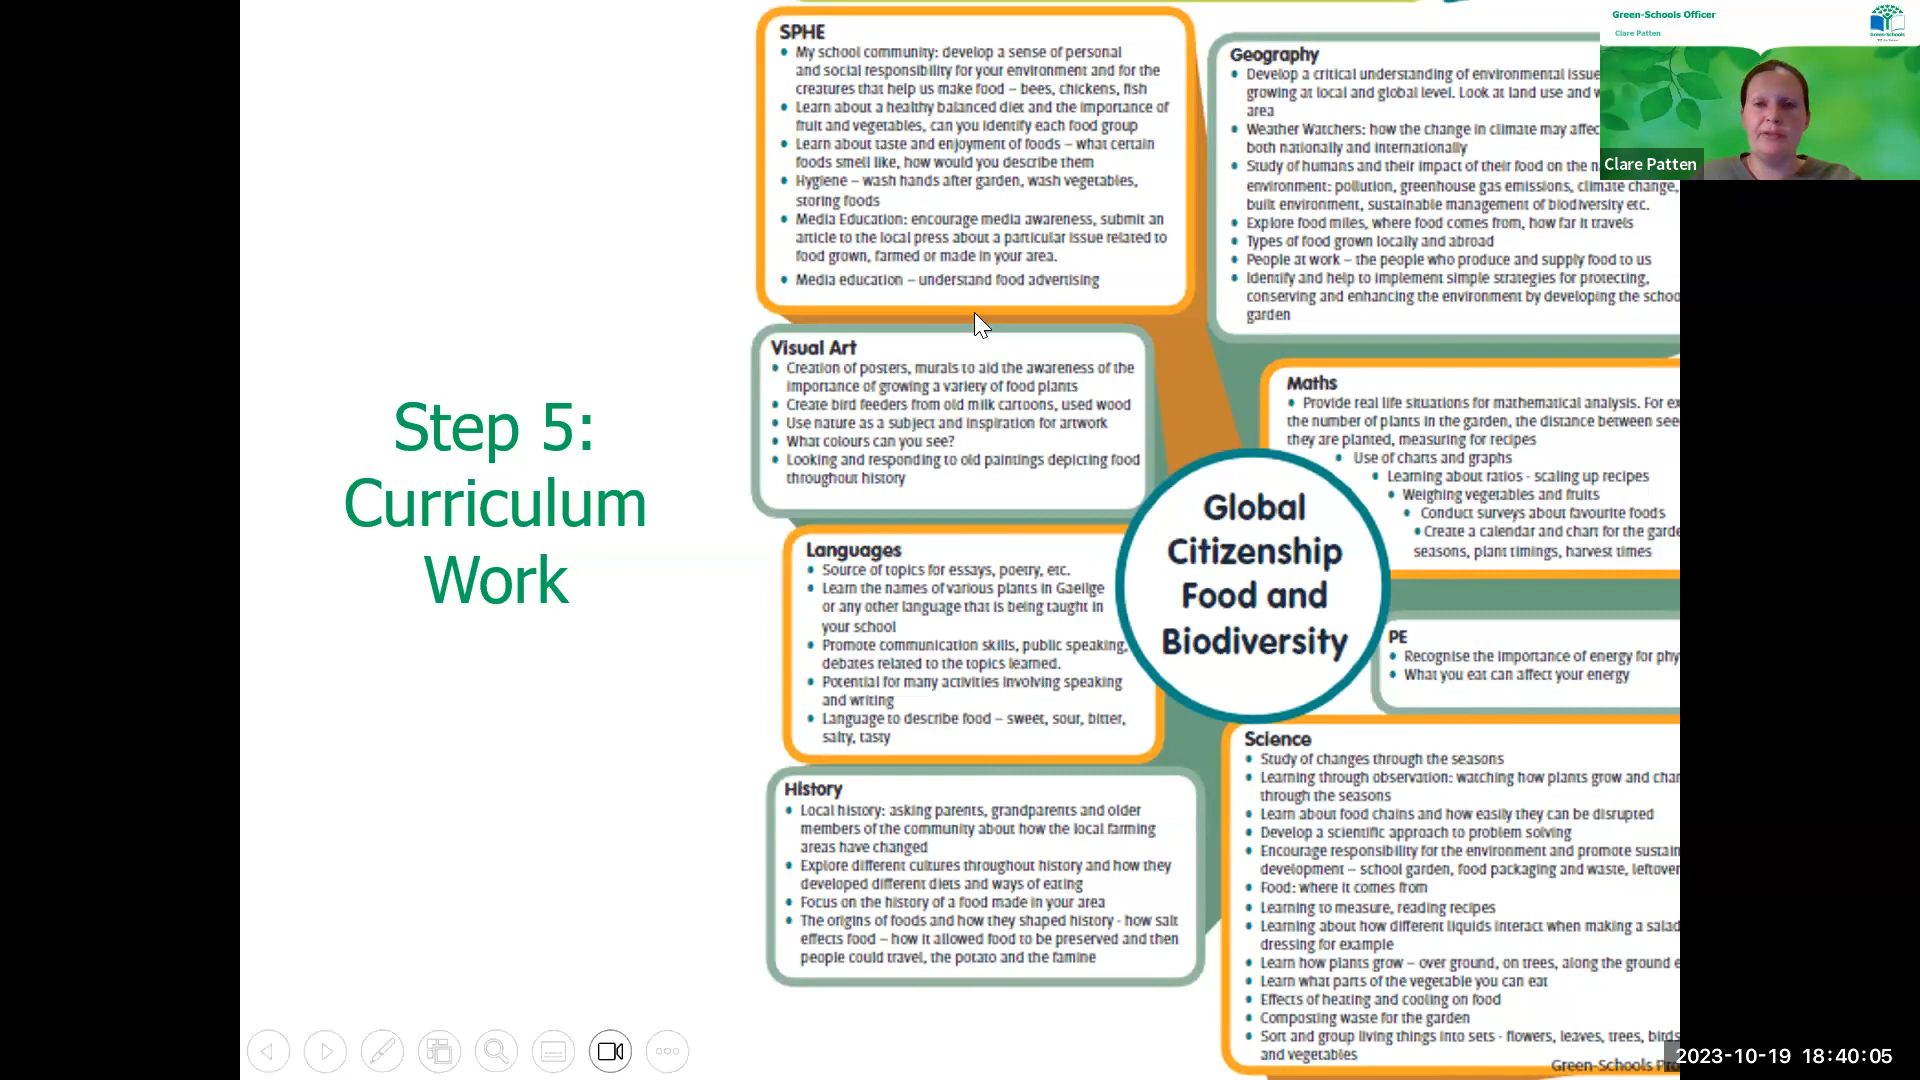 Step 5:
Curriculum
Work
SPHE
• My school community: develop a sense of personal
and social responsibility for your environment and for the
creatures that help us make food – bees, chickens, fish
• Learn about a healthy balanced diet and the importance of
fruit and vegetables, can you identify each food group
• Learn about taste and enjoyment of foods – what certain
foods smell like, how would you describe them
• Hygiene – wash hands after garden, wash vegetables,
storing foods
• Media Education: encourage media awareness, submit an
article to the local press about a particular issue related to
food grown, farmed or made in your area.
• Media education – understand food advertising
Visual Art
• Creation of posters, murals to aid the awareness of the
importance of growing a variety of food plants
• Create bird feeders from old milk cartoons, used wood
• Use nature as a subject and inspiration for artwork
• What colours can you see?
• Looking and responding to old paintings depicting food
throughout history
Languages
• Source of topics for essays, poetry, etc.
• Learn the names of various plants in Gaeilge
or any other language that is being taught in
your school
• Promote communication skills, public speaking,
debates related to the topics learned.
• Potential for many activities involving speaking
and writing
• Language to describe food – sweet, sour, bitter,
salty, tasty
History
• Local history: asking parents, grandparents and older
members of the community about how the local farming
areas have changed
• Explore different cultures throughout history and how they
developed different diets and ways of eating
• Focus on the history of a food made in your area
• The origins of foods and how they shaped history - how salt
effects food – how it allowed food to be preserved and then
people could travel, the potato and the famine
Global
Citizenship
Food and
Biodiversity
Geography
• Develop a critical understanding of environmental issue
growing at local and global level. Look at land use and
area
• Weather Watchers: how the change in climate may
both nationally and internationally
• Study of humans and their impact of their food on the
environment: pollution, greenhouse gas emissions, climate change,
built environment, sustainable management of biodiversity etc.
• Explore food miles, where food comes from, how far it travels
• Types of food grown locally and abroad
• People at work – the people who produce and supply food to us
• Identify and help to implement simple strategies for protecting,
conserving and enhancing the environment by developing the
garden
Maths
• Provide real life situations for mathematical analysis. For
the number of plants in the garden, the distance between
they are planted, measuring for recipes
• Use of charts and graphs
• Learning about ratios - scaling up recipes
• Weighing vegetables and fruits
• Conduct surveys about favourite foods
• Create a calendar and chart for the
seasons, plant timings, harvest times
PE
• Recognise the importance of energy for
• What you eat can affect your energy
Science
• Study of changes through the seasons
• Learning through observation: watching how plants grow and
through the seasons
• Learn about food chains and how easily they can be disrupted
• Develop a scientific approach to problem solving
• Encourage responsibility for the environment and promote
development – school garden, food packaging and waste,
• Food: where it comes from
• Learning to measure, reading recipes
• Learning about how different liquids interact when making a salad
dressing for example
• Learn how plants grow – over ground, on trees, along the ground
• Learn what parts of the vegetable you can eat
• Effects of heating and cooling on food
• Composting waste for the garden
• Sort and group living things into sets - flowers, leaves, trees, birds
and vegetables
Green-Schools
Green-Schools Officer
Clare Patten
Green-Schools
Clare Patten
2023-10-19 18:40:05